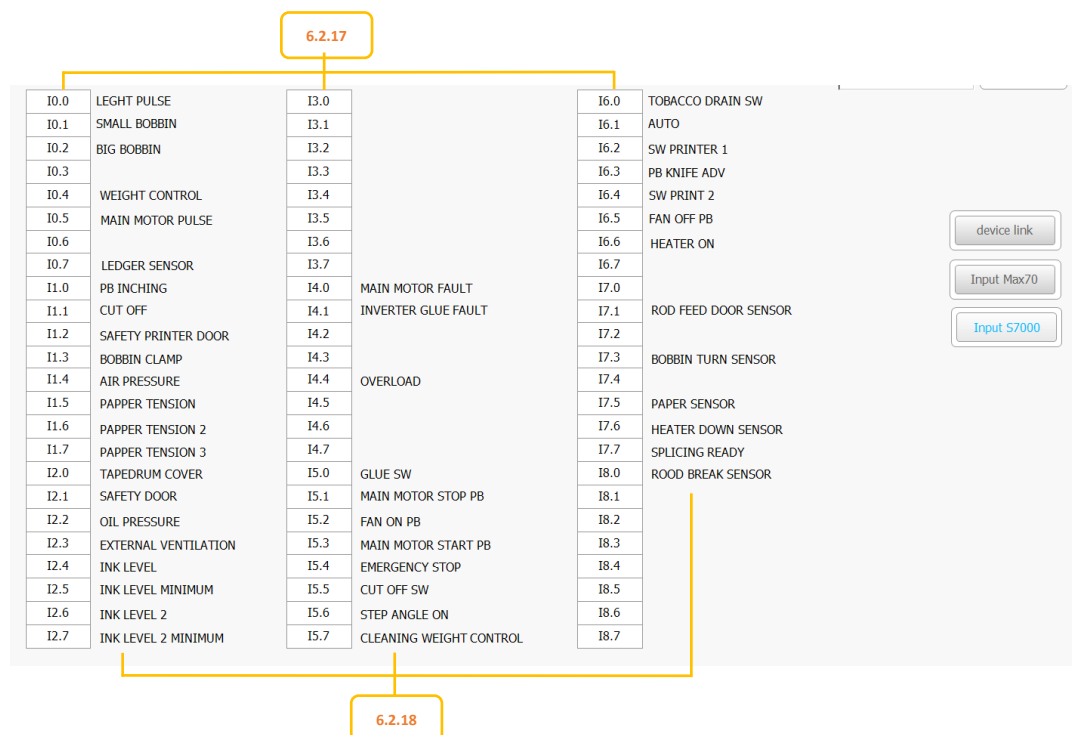 6.2.17
I0.0 LEGHT PULSE
I0.1 SMALL BOBBIN
I0.2 BIG BOBBIN
I0.3
I0.4 WEIGHT CONTROL
I0.5 MAIN MOTOR PULSE
I0.6
I0.7 LEDGER SENSOR
I1.0 PB INCHING
I1.1 CUT OFF
I1.2 SAFETY PRINTER DOOR
I1.3 BOBBIN CLAMP
I1.4 AIR PRESSURE
I1.5 PAPPER TENSION
I1.6 PAPPER TENSION 2
I1.7 PAPPER TENSION 3
I2.0 TAPEDRUM COVER
I2.1 SAFETY DOOR
I2.2 OIL PRESSURE
I2.3 EXTERNAL VENTILATION
I2.4 INK LEVEL
I2.5 INK LEVEL MINIMUM
I2.6 INK LEVEL 2
I2.7 INK LEVEL 2 MINIMUM
I3.0
I3.1
I3.2
I3.3
I3.4
I3.5
I3.6
I3.7
I4.0 MAIN MOTOR FAULT
I4.1 INVERTER GLUE FAULT
I4.2
I4.3
I4.4 OVERLOAD
I4.5
I4.6
I4.7
I5.0 GLUE SW
I5.1 MAIN MOTOR STOP PB
I5.2 FAN ON PB
I5.3 MAIN MOTOR START PB
I5.4 EMERGENCY STOP
I5.5 CUT OFF SW
I5.6 STEP ANGLE ON
I5.7 CLEANING WEIGHT CONTROL
I6.0 TOBACCO DRAIN SW
I6.1 AUTO
I6.2 SW PRINTER 1
I6.3 PB KNIFE ADV
I6.4 SW PRINT 2
I6.5 FAN OFF PB
I6.6 HEATER ON
I6.7
I7.0
I7.1 ROD FEED DOOR SENSOR
I7.2
I7.3 BOBBIN TURN SENSOR
I7.4
I7.5 PAPER SENSOR
I7.6 HEATER DOWN SENSOR
I7.7 SPLICING READY
I8.0 ROOD BREAK SENSOR
I8.1
I8.2
I8.3
I8.4
I8.5
I8.6
I8.7
device link
Input Max70
Input S7000
6.2.18